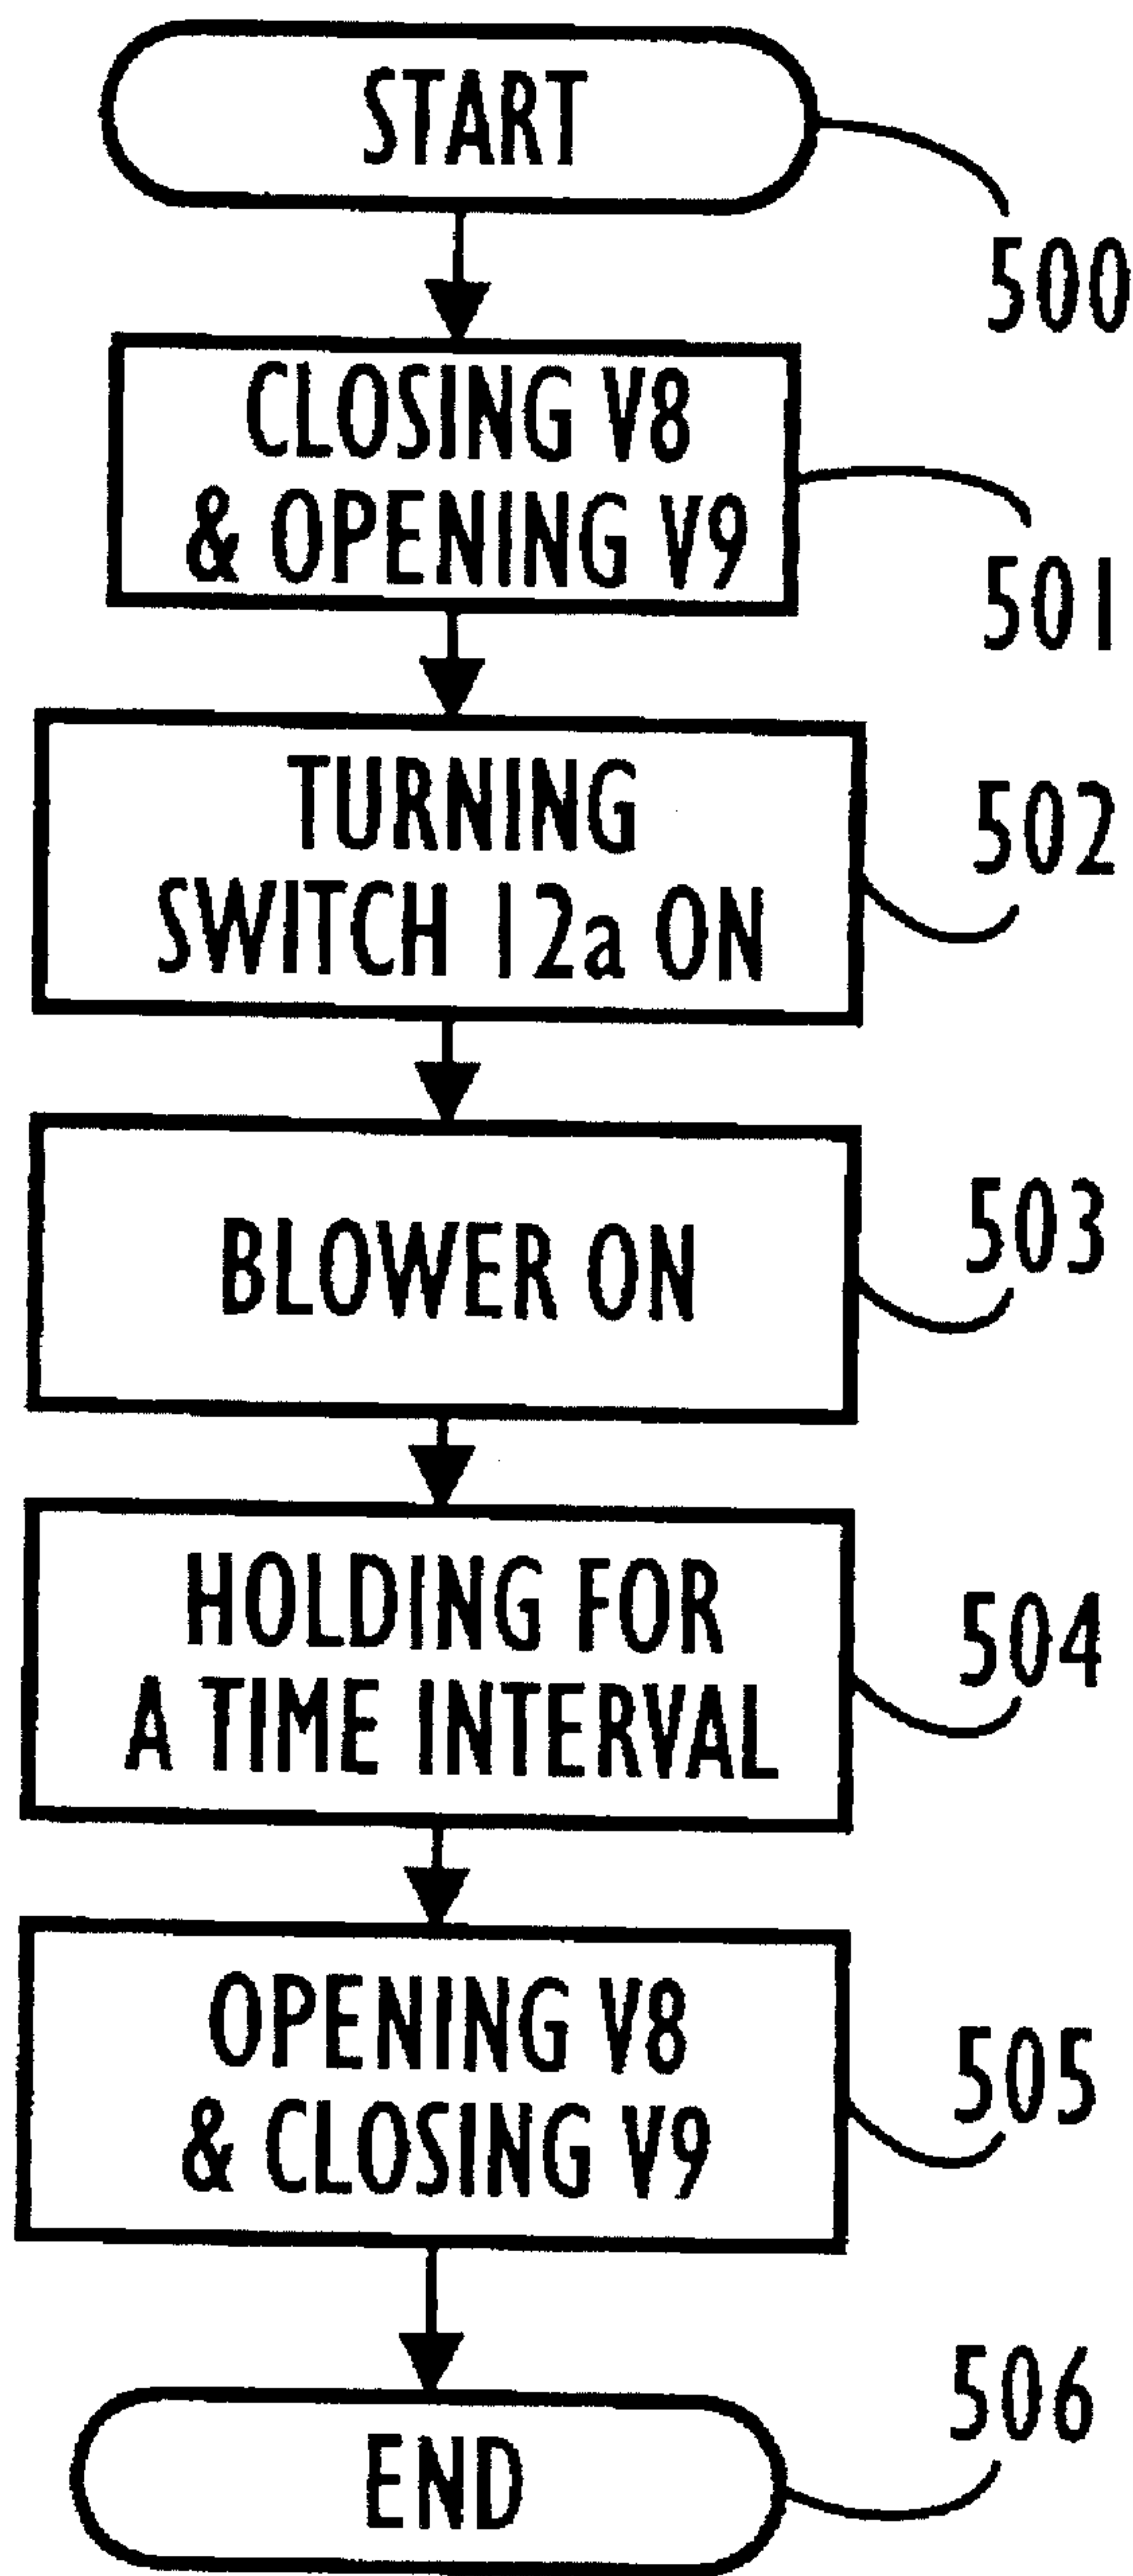 START
500
CLOSING V8
& OPENING V9
501
TURNING
SWITCH 12a ON
502
BLOWER ON
503
HOLDING FOR
A TIME INTERVAL
504
OPENING V8
& CLOSING V9
505
END
506